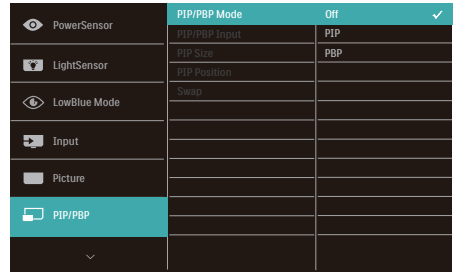 PowerSensor
LightSensor
LowBlue Mode
Input
Picture
PIP/PBP
PIP/PBP Mode
PIP/PBP Input
PIP Size
PIP Position
Swap
Off
PIP
PBP